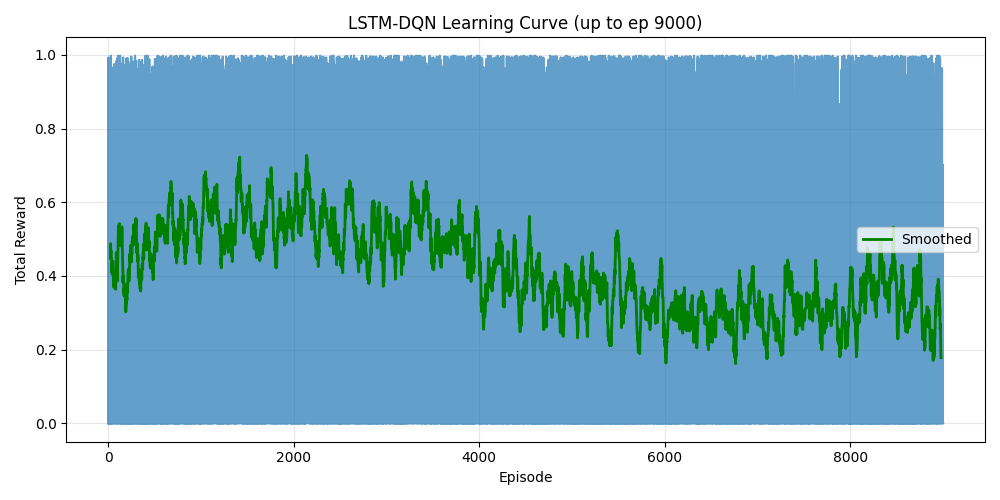 LSTM-DQN Learning Curve (up to ep 9000)
1.0
0.8
0.6
0.4
0.2
0.0
Total Reward
Smoothed
0 2000 4000 6000 8000
Episode